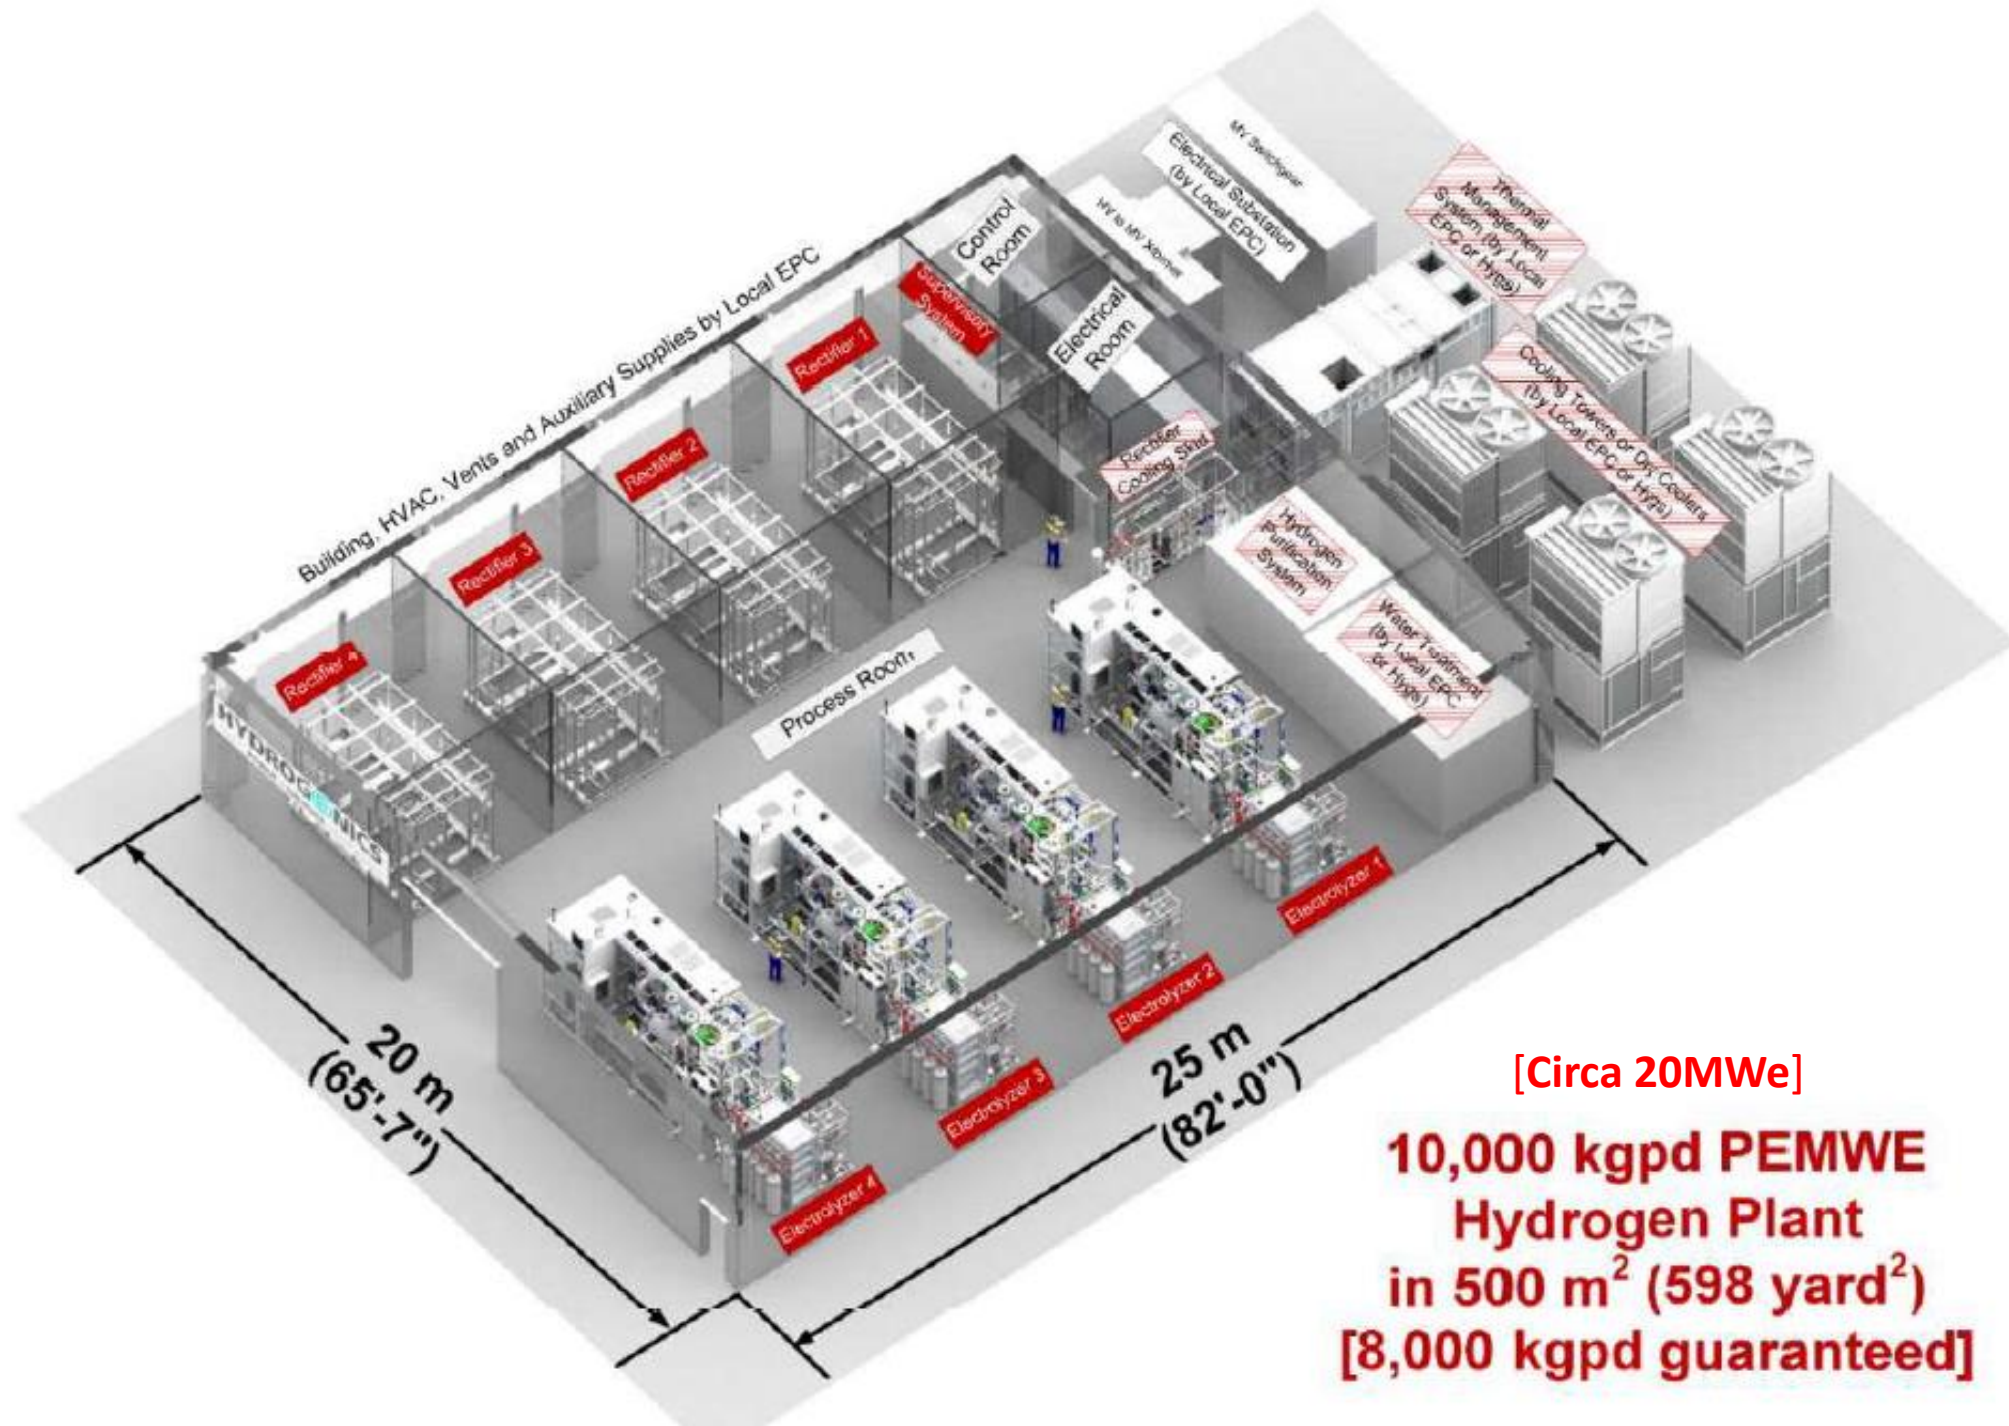 MV Switchgear
Electrical Substation
(by Local EPC)
HV to MV Xformer
Thermal
Management
System (by Local
EPC or Hygs)
Cooling Towers or Dry Coolers
(by Local EPC or Hygs)
Control
Room
Supervisory
System
Electrical
Room
Building, HVAC, Vents and Auxiliary Supplies by Local EPC
Rectifier 1
Rectifier 2
Rectifier 3
Rectifier 4
Rectifier
Cooling Skid
Hydrogen
Purification
System
Water Treatment
(by Local EPC
or Hygs)
Process Room
HYDROGENICS
Electrolyzer 1
Electrolyzer 2
Electrolyzer 3
Electrolyzer 4
20 m
(65'-7")
25 m
(82'-0")
[Circa 20MWe]
10,000 kgpd PEMWE
Hydrogen Plant
in 500 m² (598 yard²)
[8,000 kgpd guaranteed]